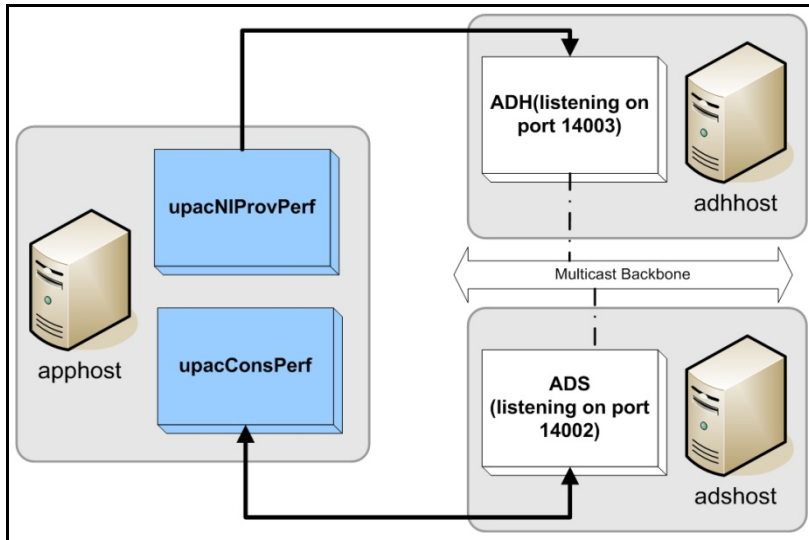 ADH(listening on
port 14003)
adhhost
upacNIProvPerf
Multicast Backbone
apphost
upacConsPerf
ADS
(listening on port
14002)
adshost